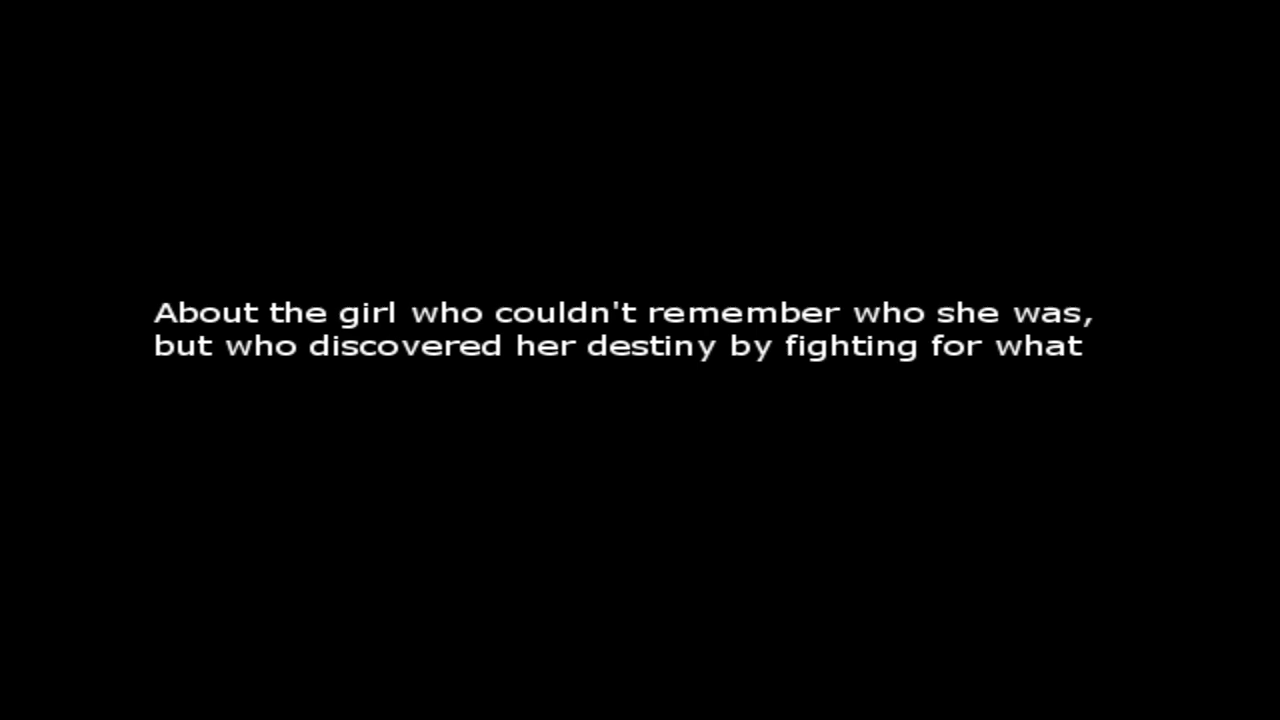 About the girl who couldn't remember who she was,
but who discovered her destiny by fighting for what